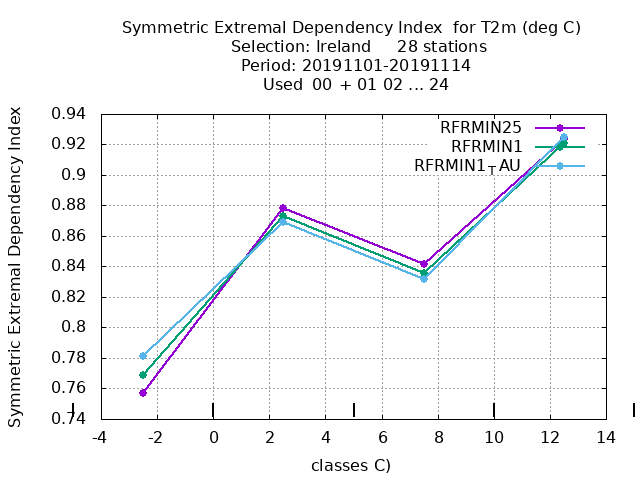 Symmetric Extremal Dependency Index  for T2m (deg C)
Selection: Ireland     28 stations
Period: 20191101-20191114
Used  00  + 01 02 ... 24
Symmetric Extremal Dependency Index
0.94
0.92
0.9
0.88
0.86
0.84
0.82
0.8
0.78
0.76
0.74
RFRMIN25
RFRMIN1
RFRMIN1TAU
-4 -2 0 2 4 6 8 10 12 14
classes C)